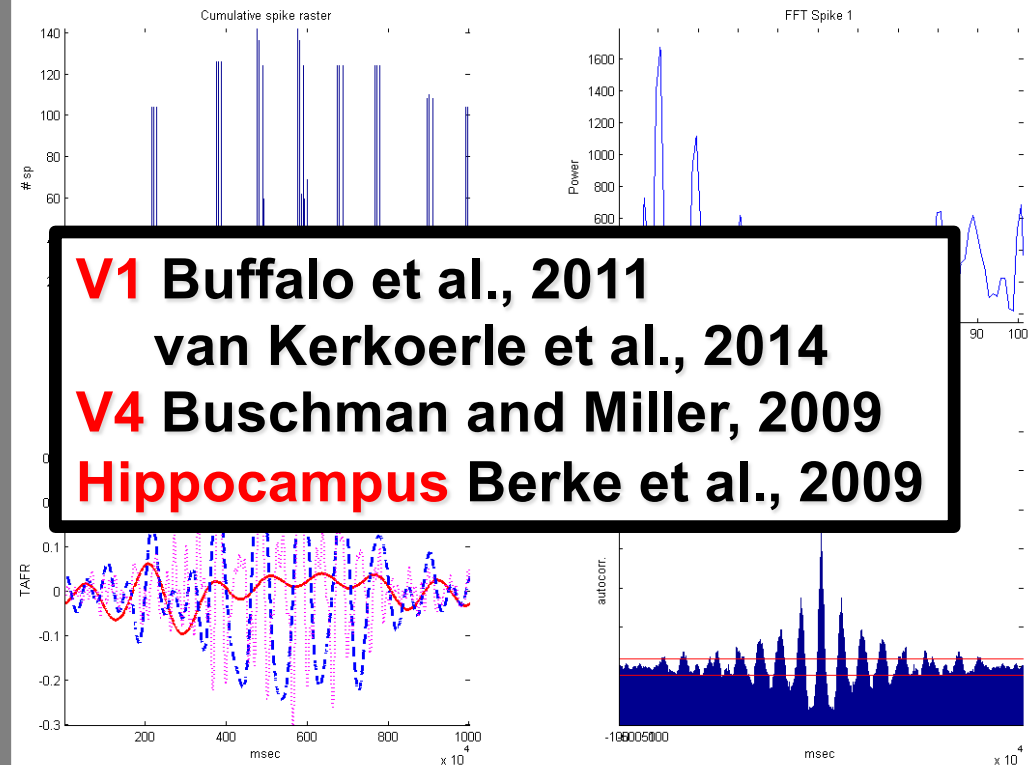 Cumulative spike raster
140
120
100
80
60
# sp
FFT Spike 1
1600
1400
1200
1000
800
600
Power
90 100
V1 Buffalo et al., 2011
van Kerkoerle et al., 2014
V4 Buschman and Miller, 2009
Hippocampus Berke et al., 2009
0.1
0
-0.1
-0.2
-0.3
TAFR
200 400 600 800 1000
msec
x 10^4
autocorr.
msec
x 10^4